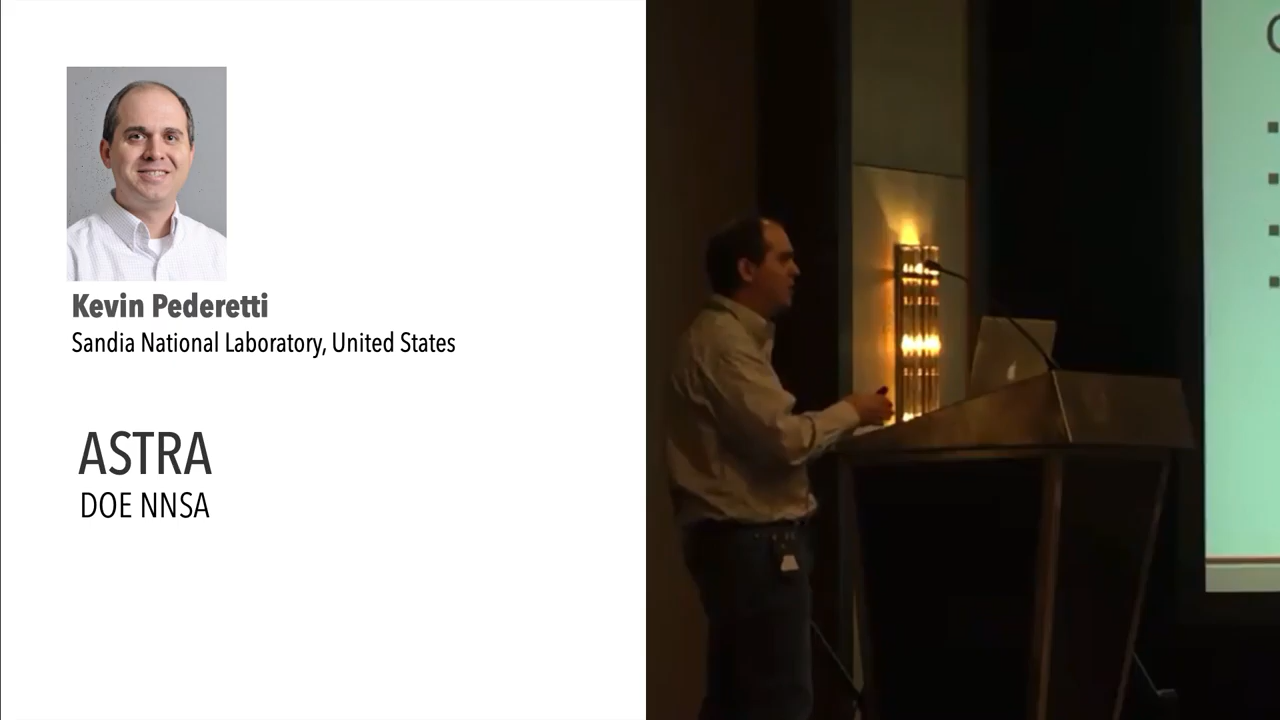 Kevin Pederetti
Sandia National Laboratory, United States
ASTRA
DOE NNSA